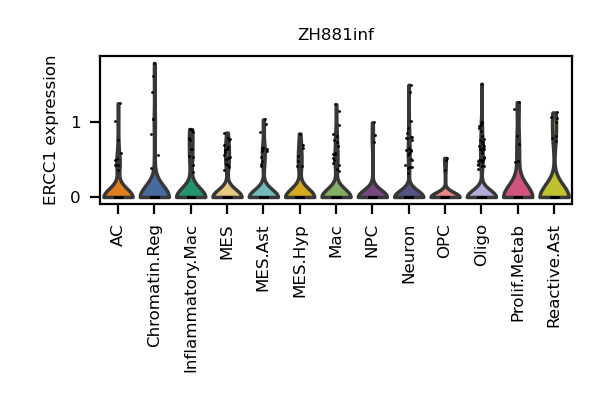 ZH881inf
ERCC1 expression
1
0
AC
Chromatin.Reg
Inflammatory.Mac
MES
MES.Ast
MES.Hyp
Mac
NPC
Neuron
OPC
Oligo
Prolif.Metab
Reactive.Ast